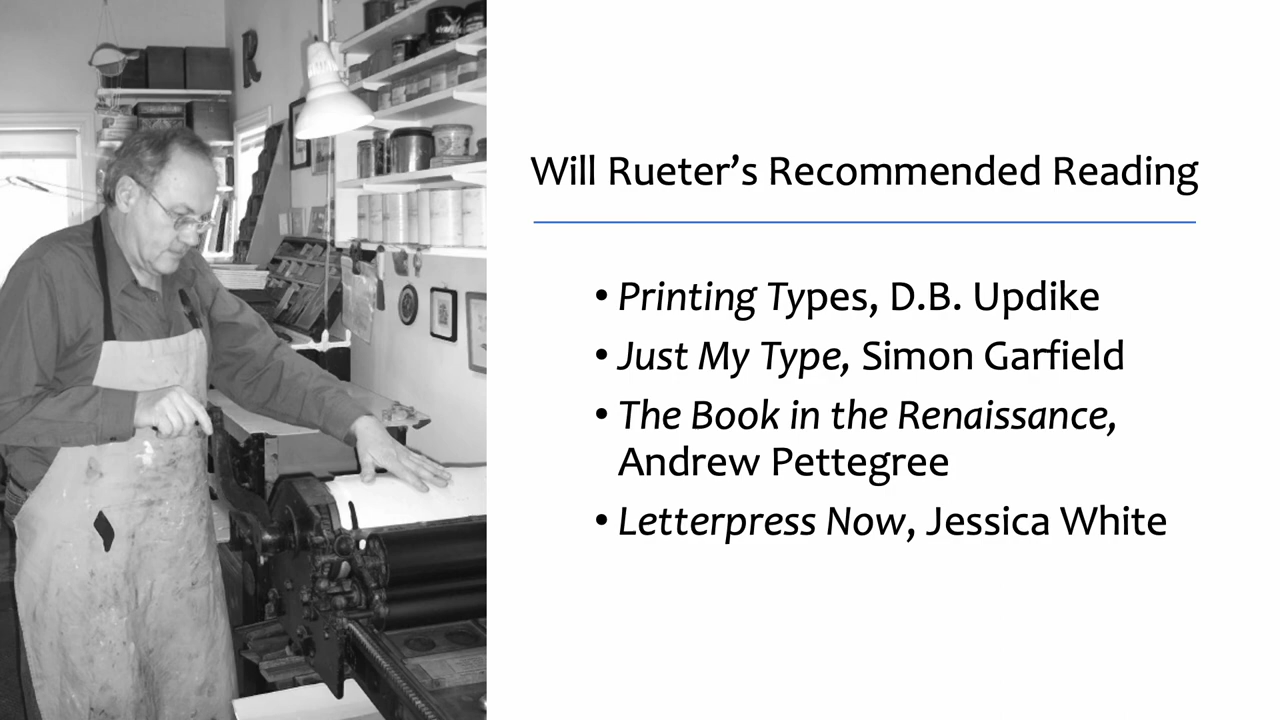 R
Will Rueter’s Recommended Reading
• Printing Types, D.B. Updike
• Just My Type, Simon Garfield
• The Book in the Renaissance,
Andrew Pettegree
• Letterpress Now, Jessica White